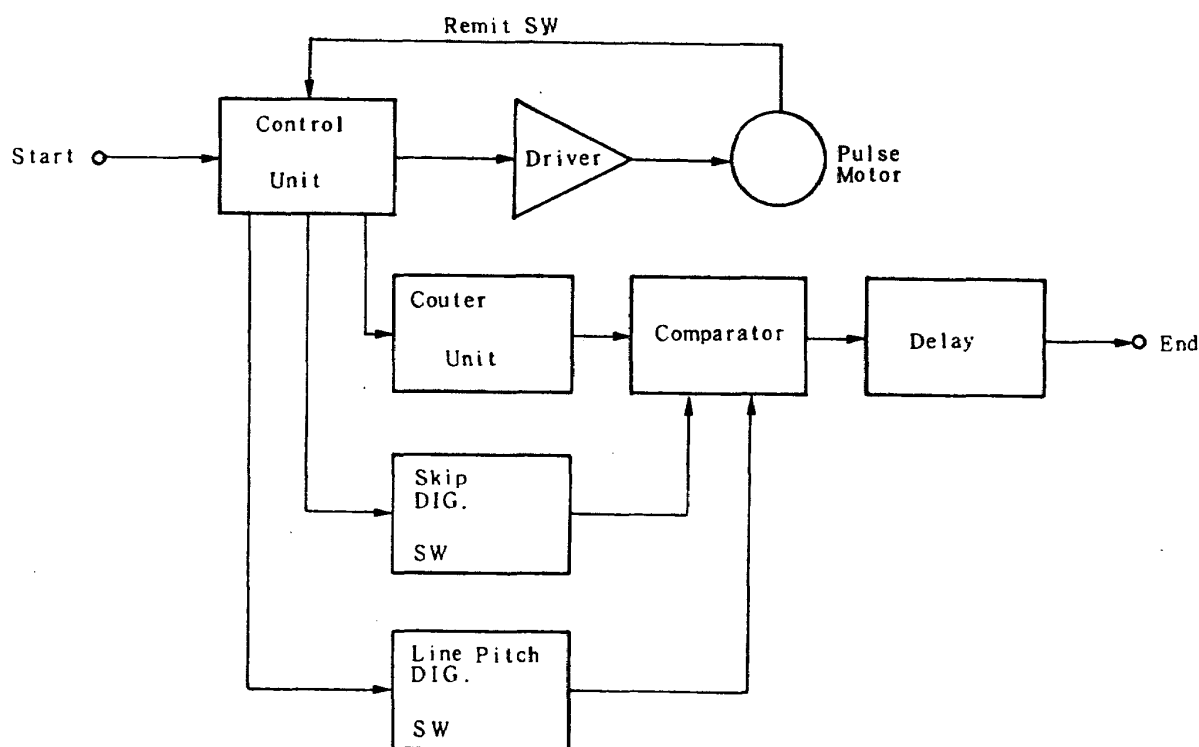 Remit SW
Control
Unit
Start
Driver
Pulse
Motor
Couter
Unit
Comparator
Delay
End
Skip
DIG.
SW
Line Pitch
DIG.
SW